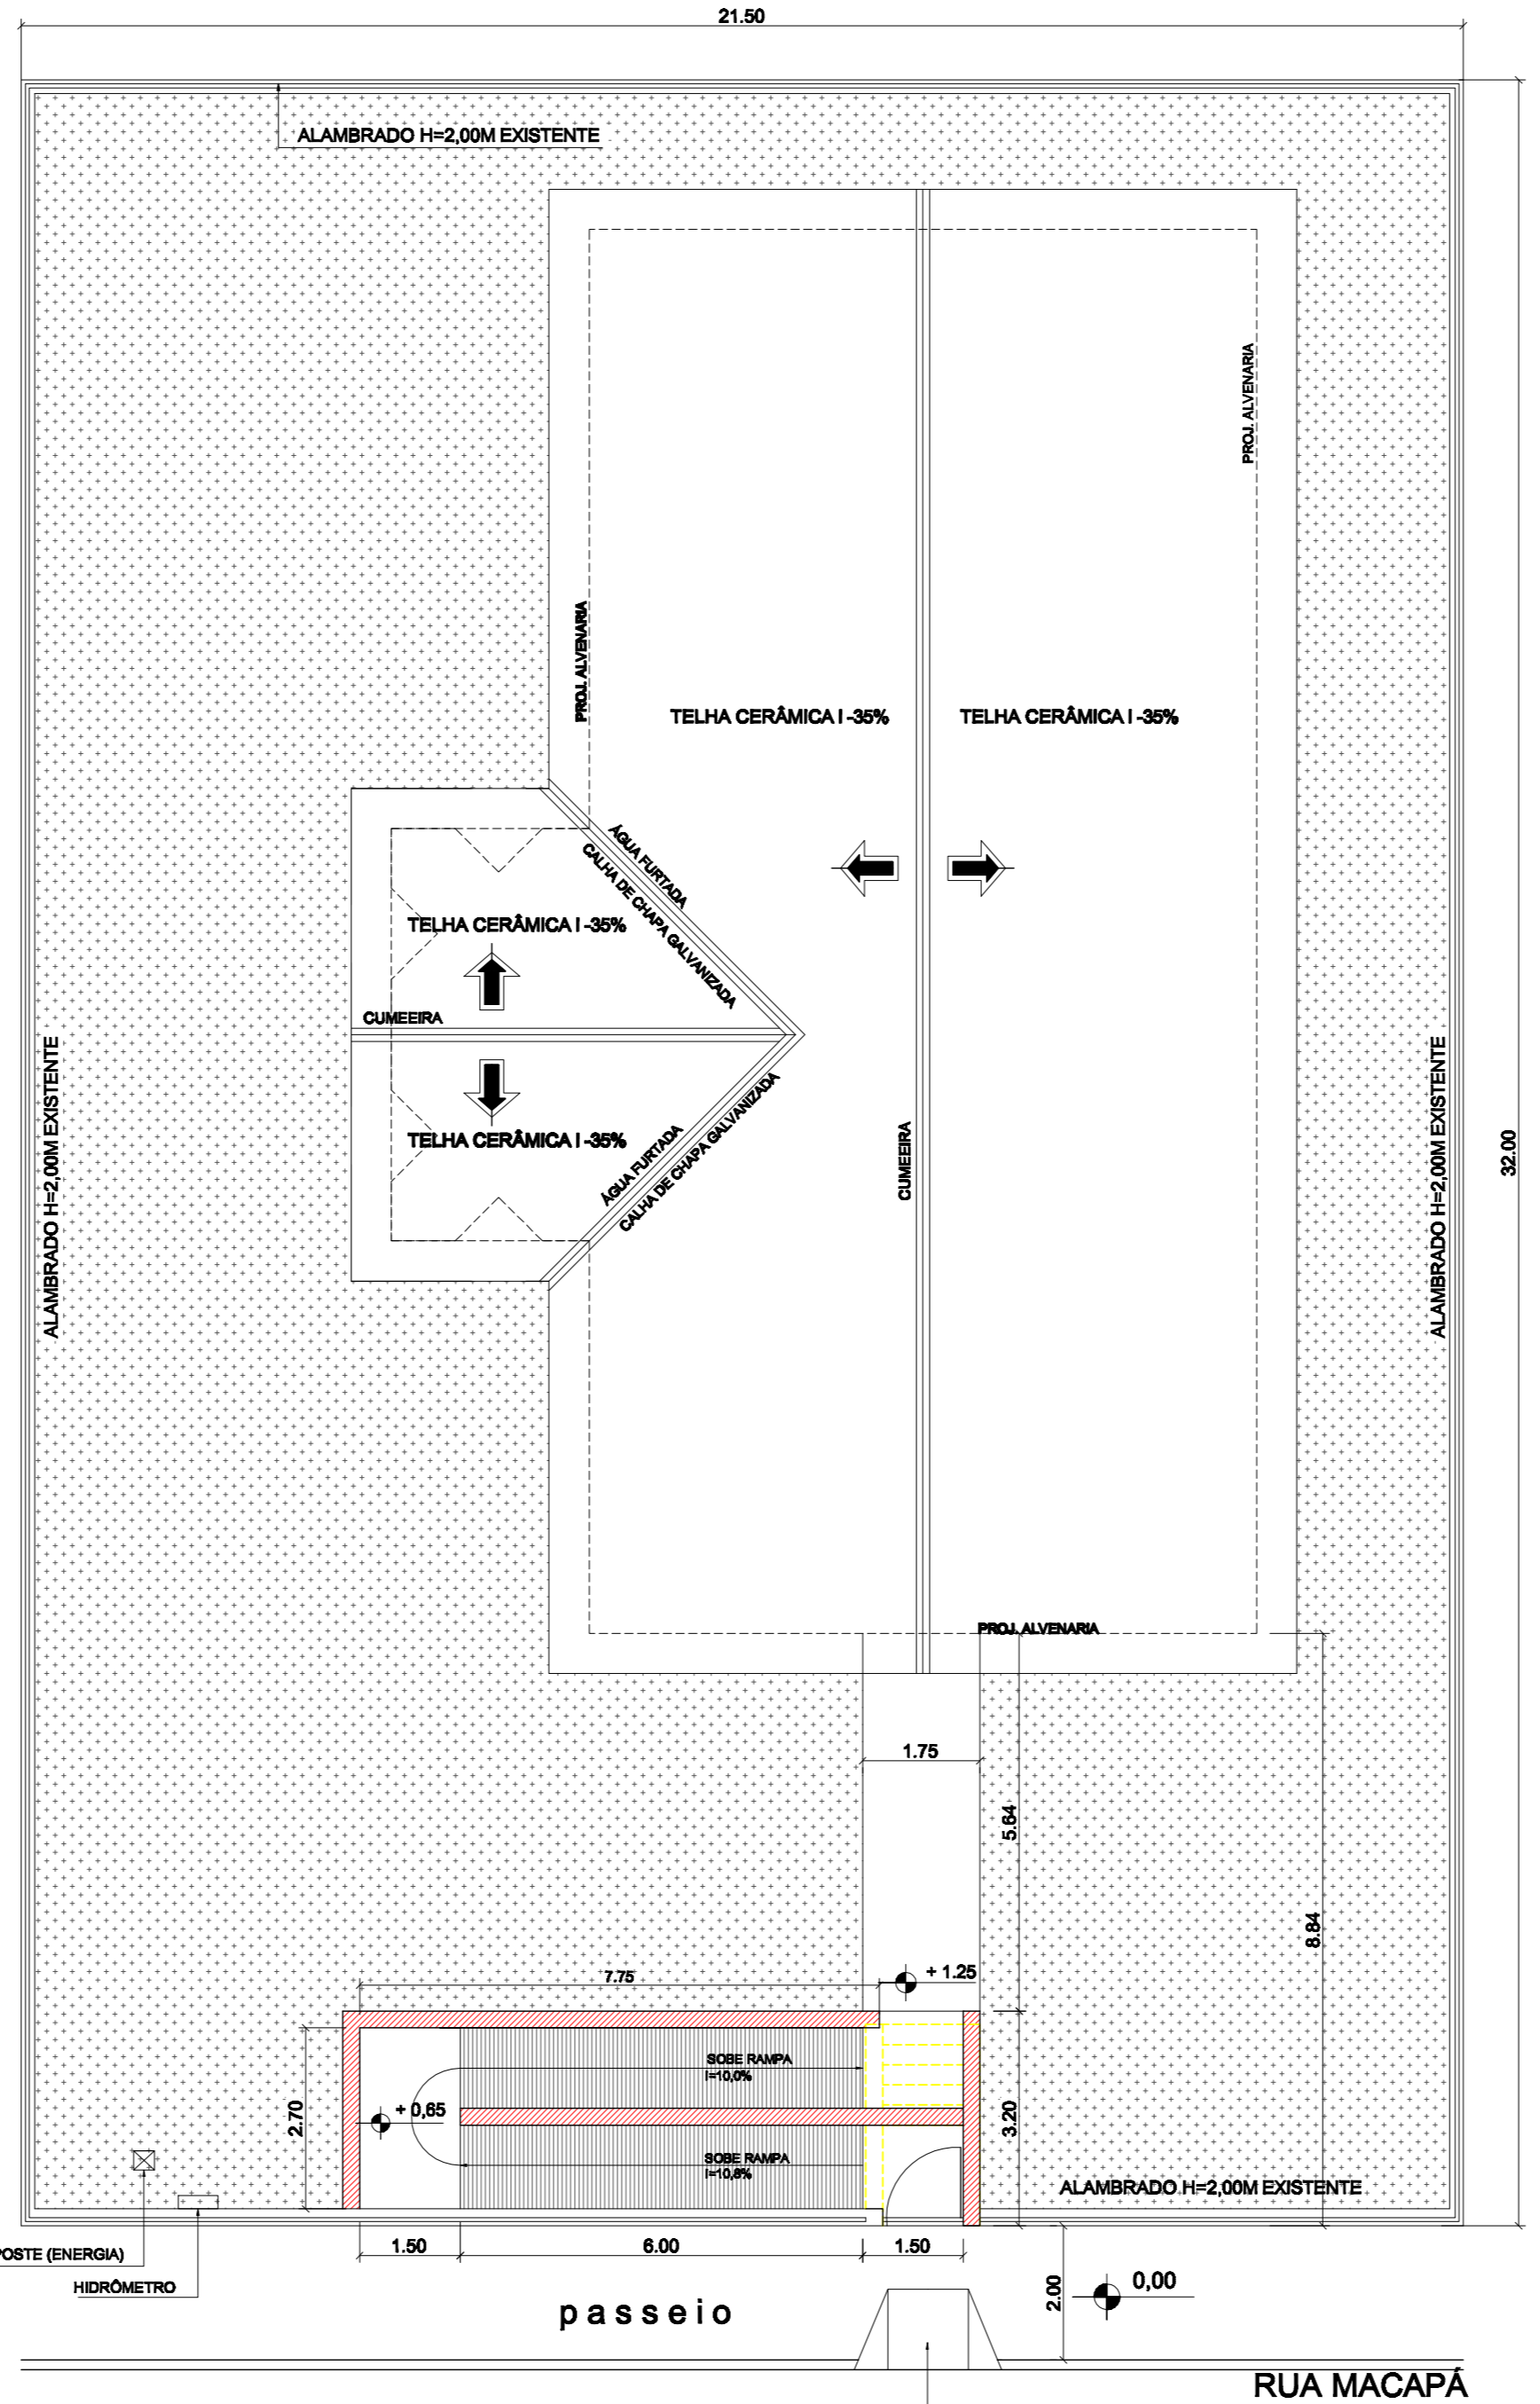 21.50
ALAMBRADO H=2,00M EXISTENTE
PROJ. ALVENARIA
PROJ. ALVENARIA
TELHA CERÂMICA I -35%
TELHA CERÂMICA I -35%
ÁGUA FURTADA
CALHA DE CHAPA GALVANIZADA
TELHA CERÂMICA I -35%
CUMEEIRA
TELHA CERÂMICA I -35%
ÁGUA FURTADA
CALHA DE CHAPA GALVANIZADA
CUMEEIRA
ALAMBRADO H=2,00M EXISTENTE
ALAMBRADO H=2,00M EXISTENTE
32.00
PROJ. ALVENARIA
1.75
5.64
8.84
7.75
+ 1.25
SOBE RAMPA
I=10,0%
+ 0,65
2.70
3.20
SOBE RAMPA
I=10,8%
ALAMBRADO H=2,00M EXISTENTE
1.50
6.00
1.50
POSTE (ENERGIA)
HIDRÔMETRO
2.00
0,00
passeio
RUA MACAPÁ